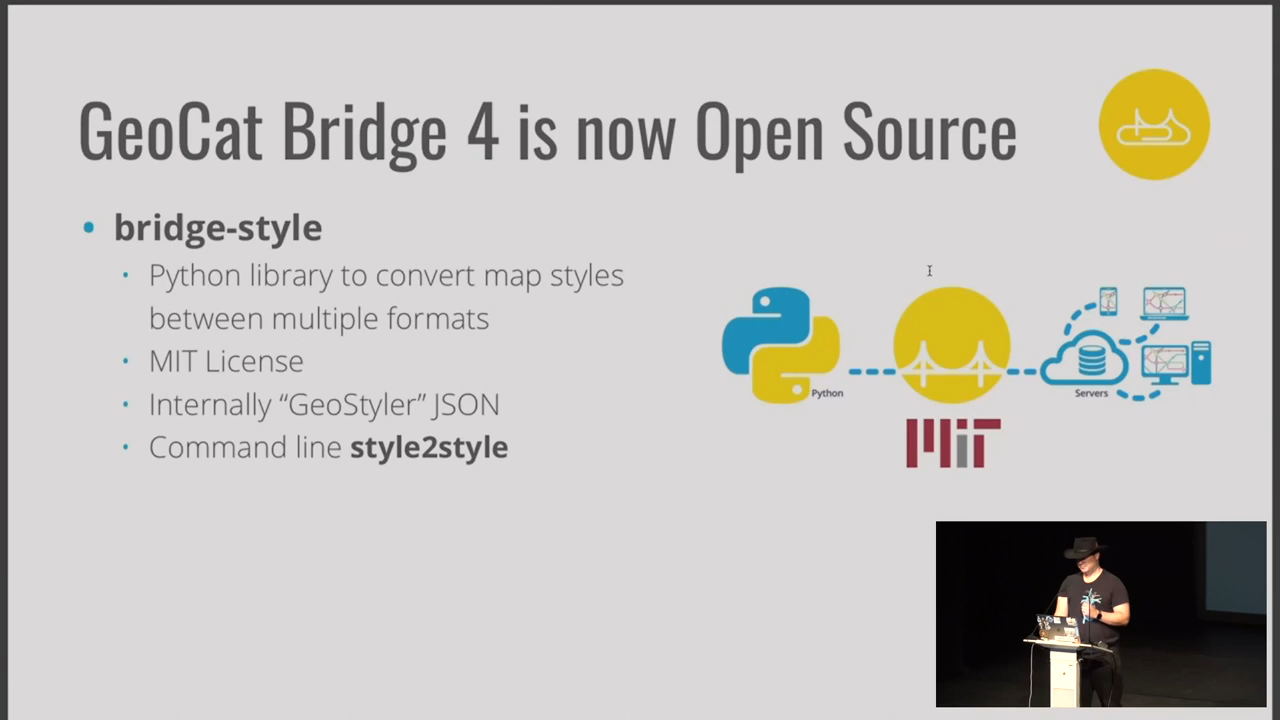 GeoCat Bridge 4 is now Open Source
• bridge-style
• Python library to convert map styles
between multiple formats
• MIT License
• Internally “GeoStyler” JSON
• Command line style2style
Python
Servers
MIT